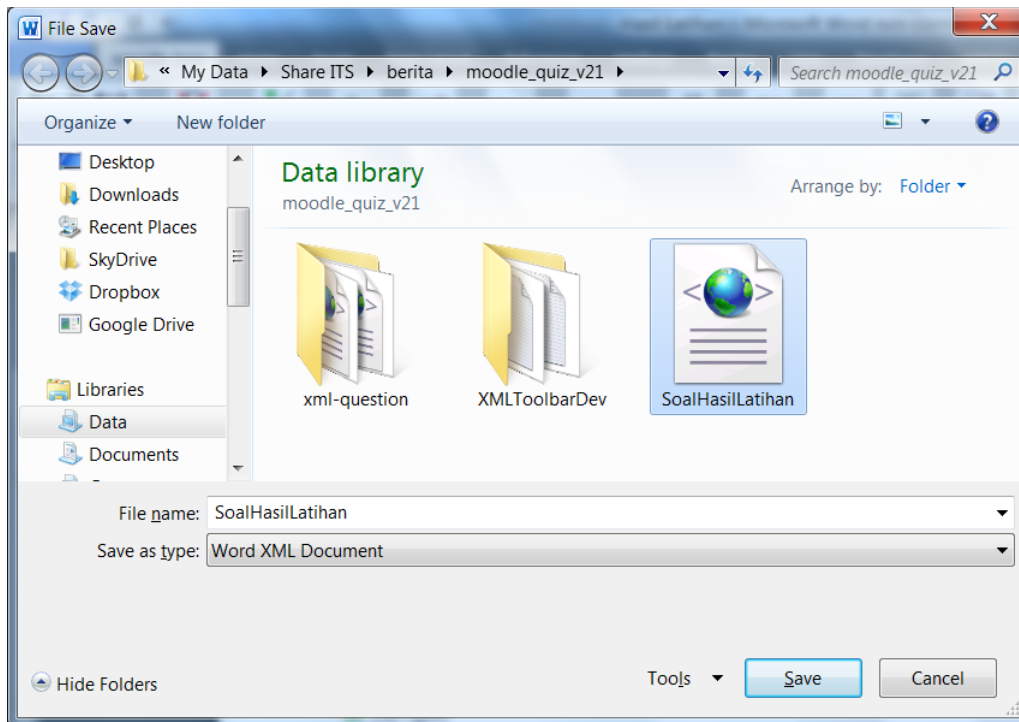 File Save
« My Data ▸ Share ITS ▸ berita ▸ moodle_quiz_v21 ▸
Search moodle_quiz_v21
Organize
New folder
Desktop
Downloads
Recent Places
SkyDrive
Dropbox
Google Drive
Libraries
Data
Documents
Data library
moodle_quiz_v21
Arrange by: Folder
xml-question
XMLToolbarDev
SoalHasilLatihan
File name: SoalHasilLatihan
Save as type: Word XML Document
Hide Folders
Tools
Save
Cancel